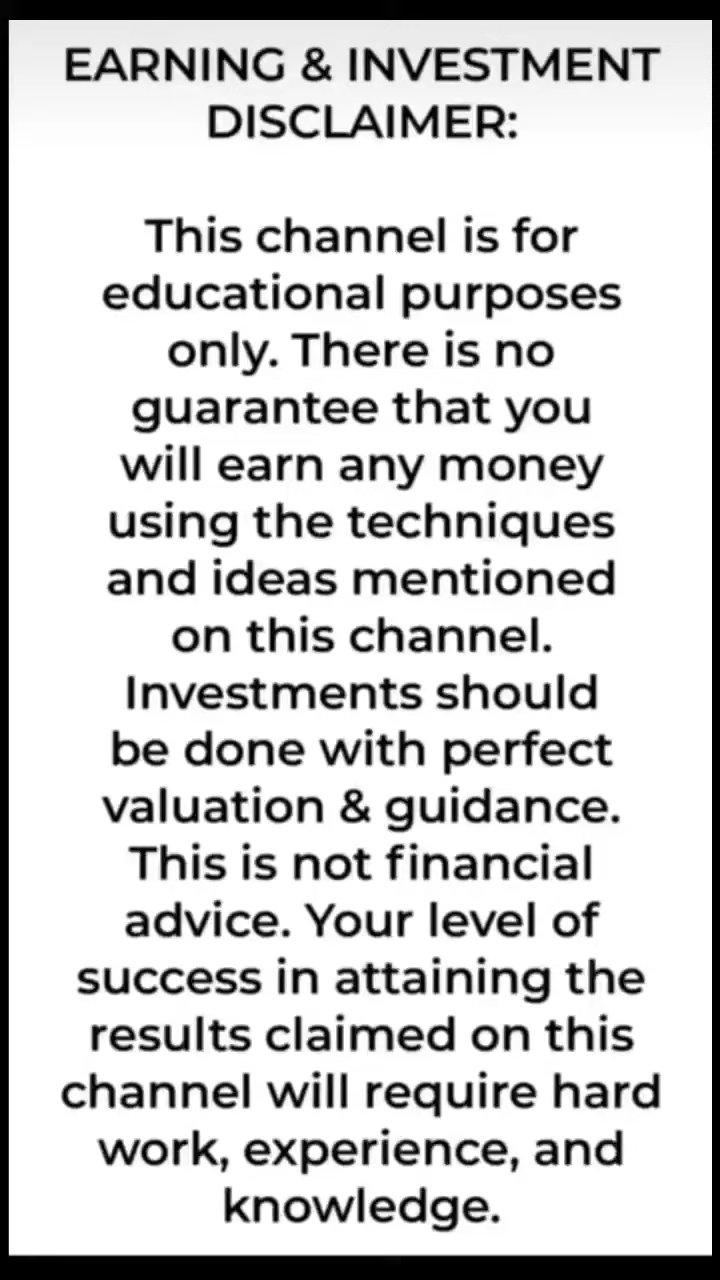 EARNING & INVESTMENT
DISCLAIMER:
This channel is for
educational purposes
only. There is no
guarantee that you
will earn any money
using the techniques
and ideas mentioned
on this channel.
Investments should
be done with perfect
valuation & guidance.
This is not financial
advice. Your level of
success in attaining the
results claimed on this
channel will require hard
work, experience, and
knowledge.